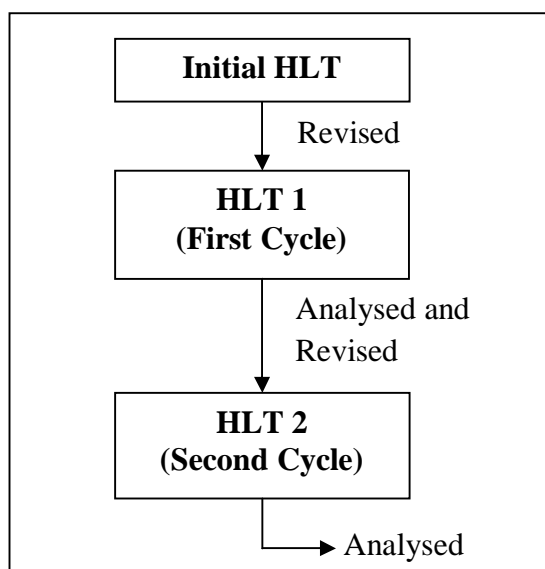 Initial HLT
Revised
HLT 1
(First Cycle)
Analysed and
Revised
HLT 2
(Second Cycle)
Analysed